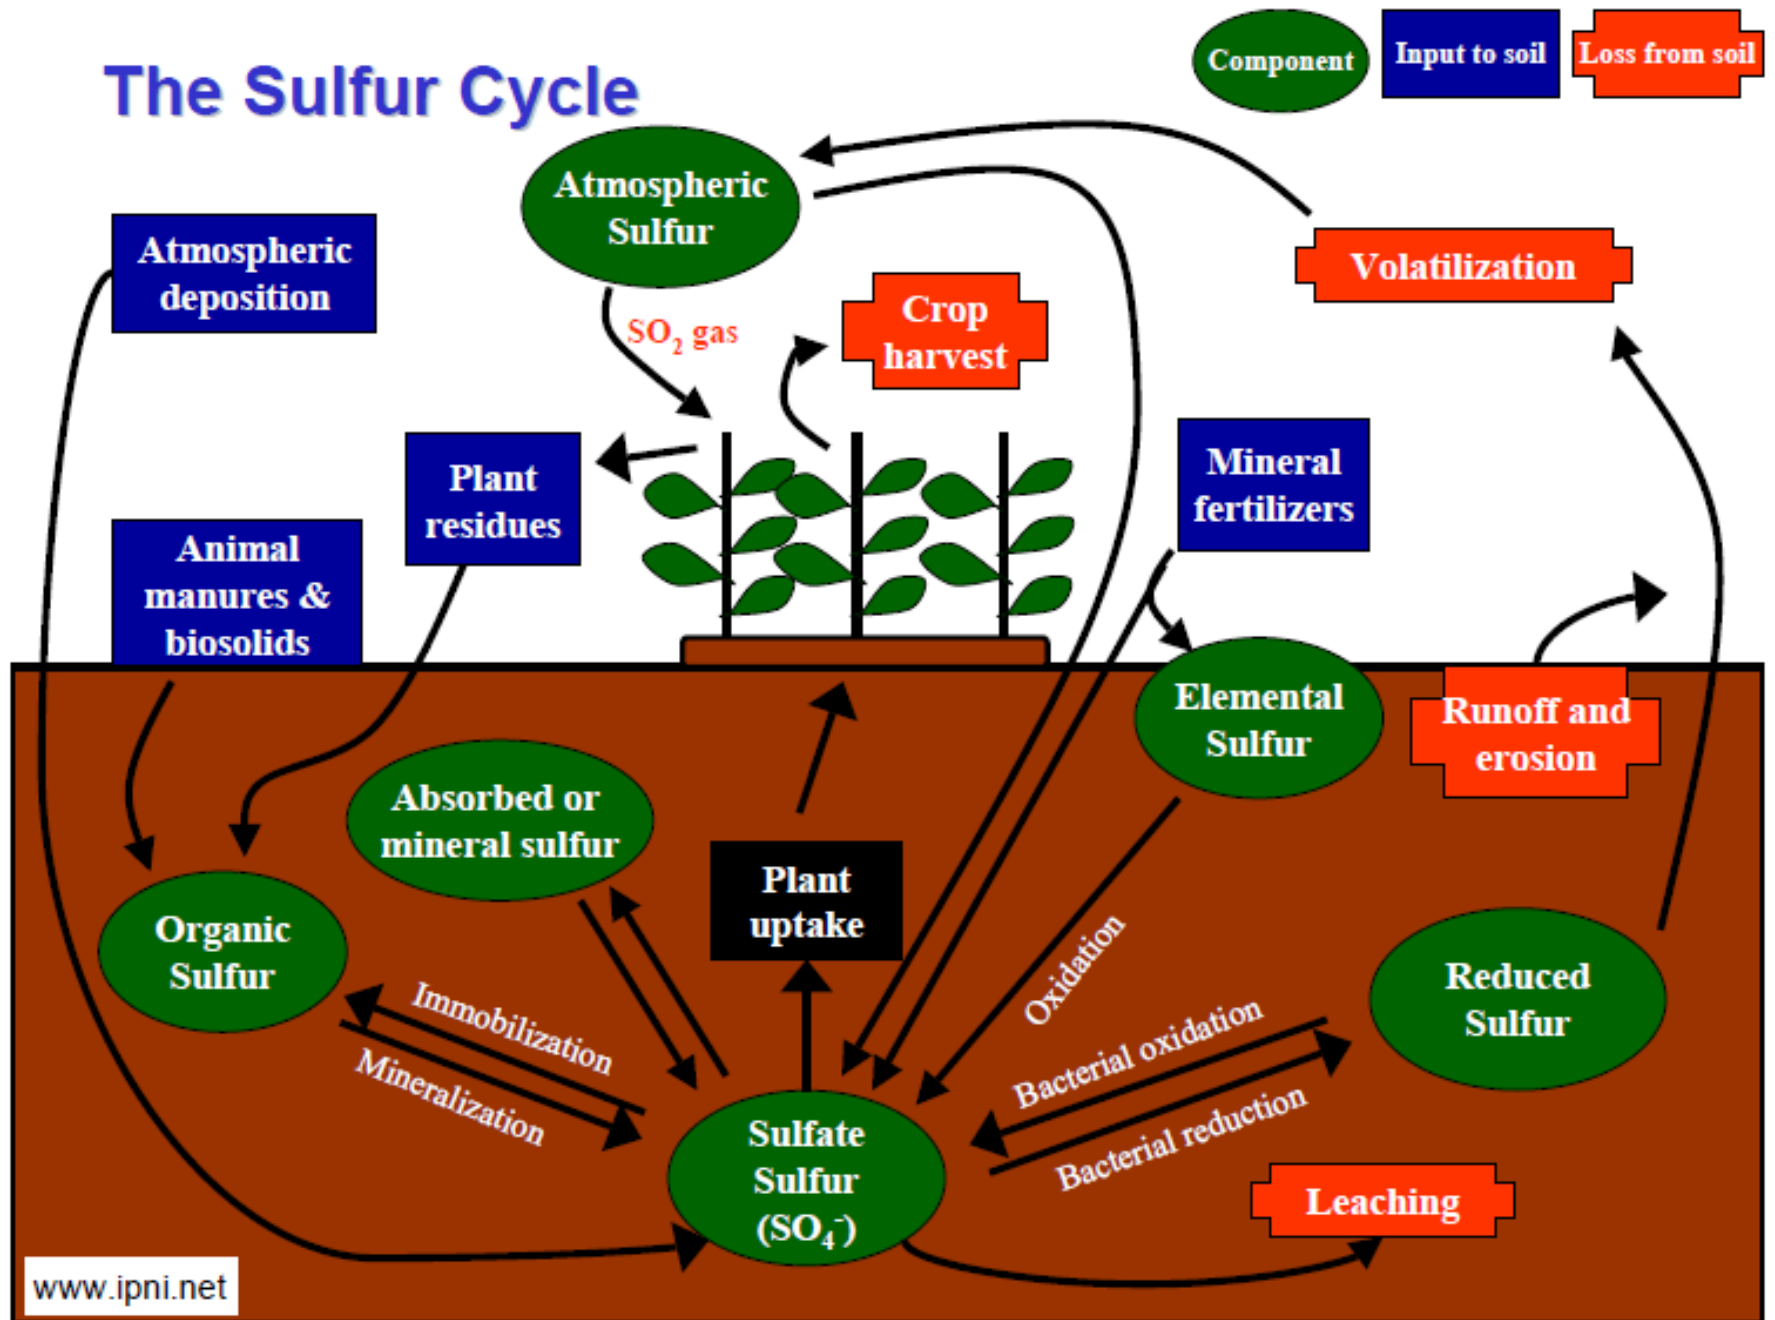 The Sulfur Cycle
Component
Input to soil
Loss from soil
Atmospheric
Sulfur
Atmospheric
deposition
Volatilization
SO₂ gas
Crop
harvest
Plant
residues
Mineral
fertilizers
Animal
manures &
biosolids
Elemental
Sulfur
Runoff and
erosion
Absorbed or
mineral sulfur
Plant
uptake
Organic
Sulfur
Reduced
Sulfur
Immobilization
Mineralization
Oxidation
Bacterial oxidation
Bacterial reduction
Sulfate
Sulfur
(SO₄⁻)
Leaching
www.ipni.net